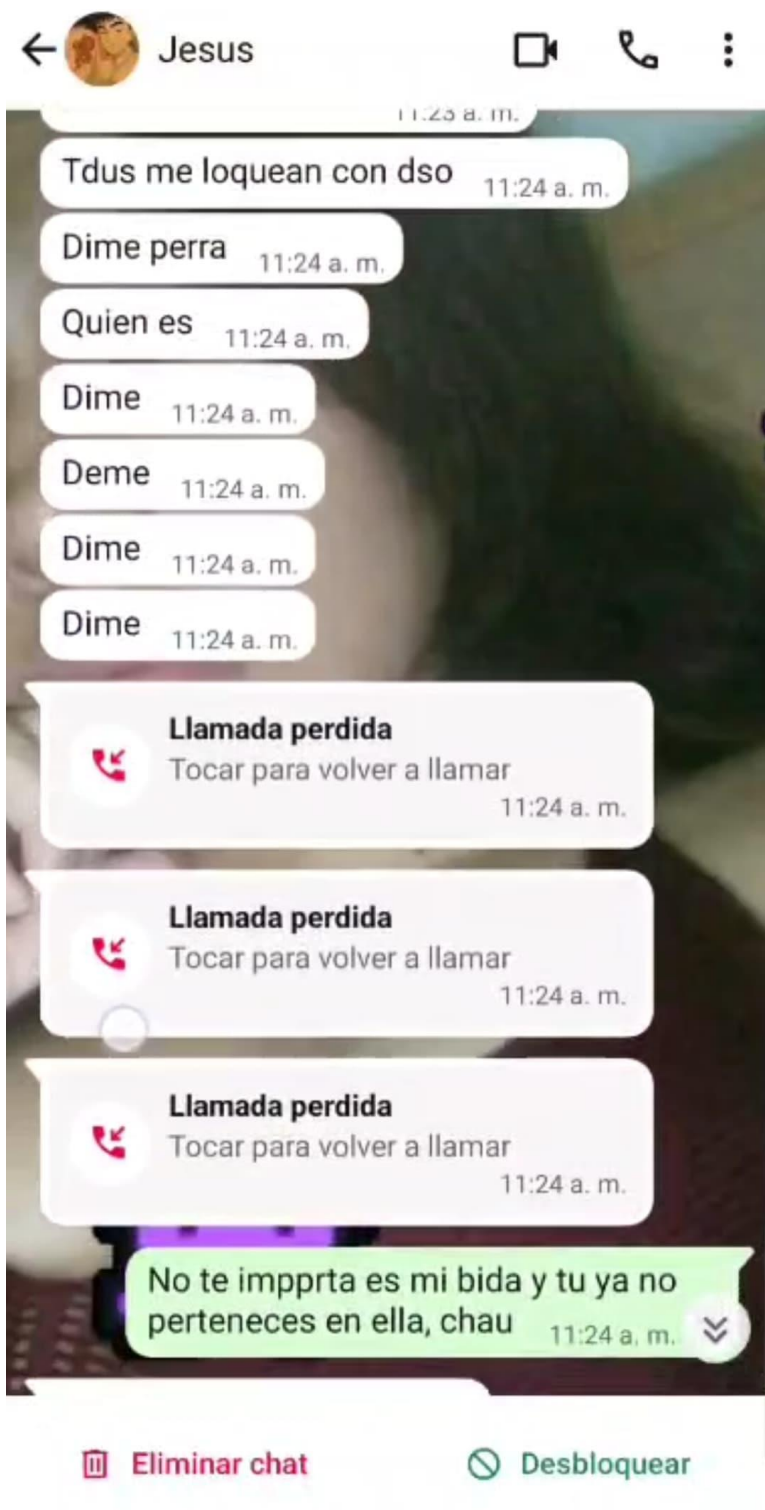 Jesus
11:23 a. m.
Tdus me loquean con dso 11:24 a. m.
Dime perra 11:24 a. m.
Quien es 11:24 a. m.
Dime 11:24 a. m.
Deme 11:24 a. m.
Dime 11:24 a. m.
Dime 11:24 a. m.
Llamada perdida
Tocar para volver a llamar
11:24 a. m.
Llamada perdida
Tocar para volver a llamar
11:24 a. m.
Llamada perdida
Tocar para volver a llamar
11:24 a. m.
No te impprta es mi bida y tu ya no
perteneces en ella, chau 11:24 a. m.
Eliminar chat Desbloquear